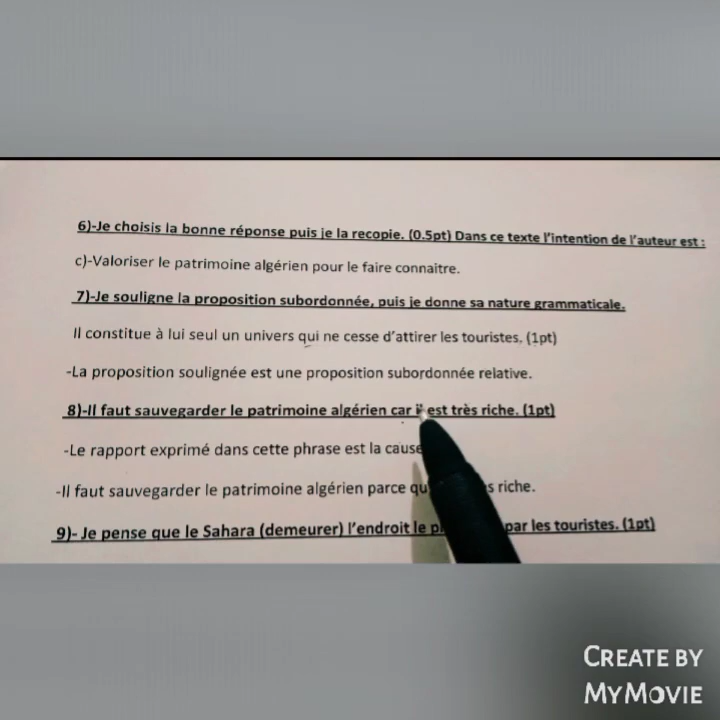 6)-Je choisis la bonne réponse puis je la recopie. (0.5pt) Dans ce texte l'intention de l'auteur est :
c)-Valoriser le patrimoine algérien pour le faire connaitre.
7)-Je souligne la proposition subordonnée, puis je donne sa nature grammaticale.
Il constitue à lui seul un univers qui ne cesse d'attirer les touristes. (1pt)
-La proposition soulignée est une proposition subordonnée relative.
8)-Il faut sauvegarder le patrimoine algérien car il est très riche. (1pt)
-Le rapport exprimé dans cette phrase est la cause
-Il faut sauvegarder le patrimoine algérien parce riche.
9)- Je pense que le Sahara (demeurer) l'endroit le par les touristes. (1pt)
CREATE BY
MYMOVIE